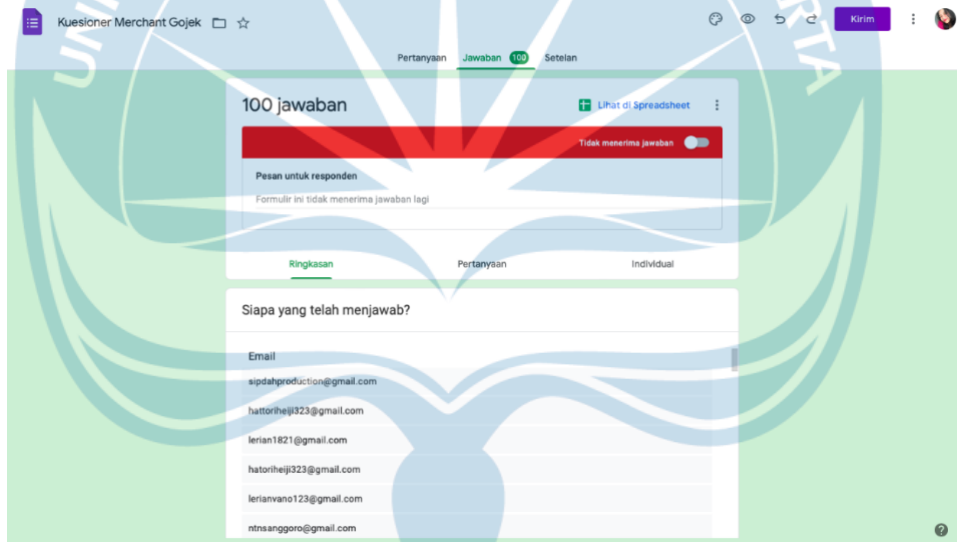 Kuesioner Merchant Gojek
Kirim
Pertanyaan Jawaban 100 Setelan
100 jawaban
Lihat di Spreadsheet
Tidak menerima jawaban
Pesan untuk responden
Formulir ini tidak menerima jawaban lagi
Ringkasan Pertanyaan Individual
Siapa yang telah menjawab?
Email
sipdahproduction@gmail.com
hattoriheiji323@gmail.com
lerian1821@gmail.com
hatoriheiji323@gmail.com
lerianvano123@gmail.com
ntnsanggoro@gmail.com